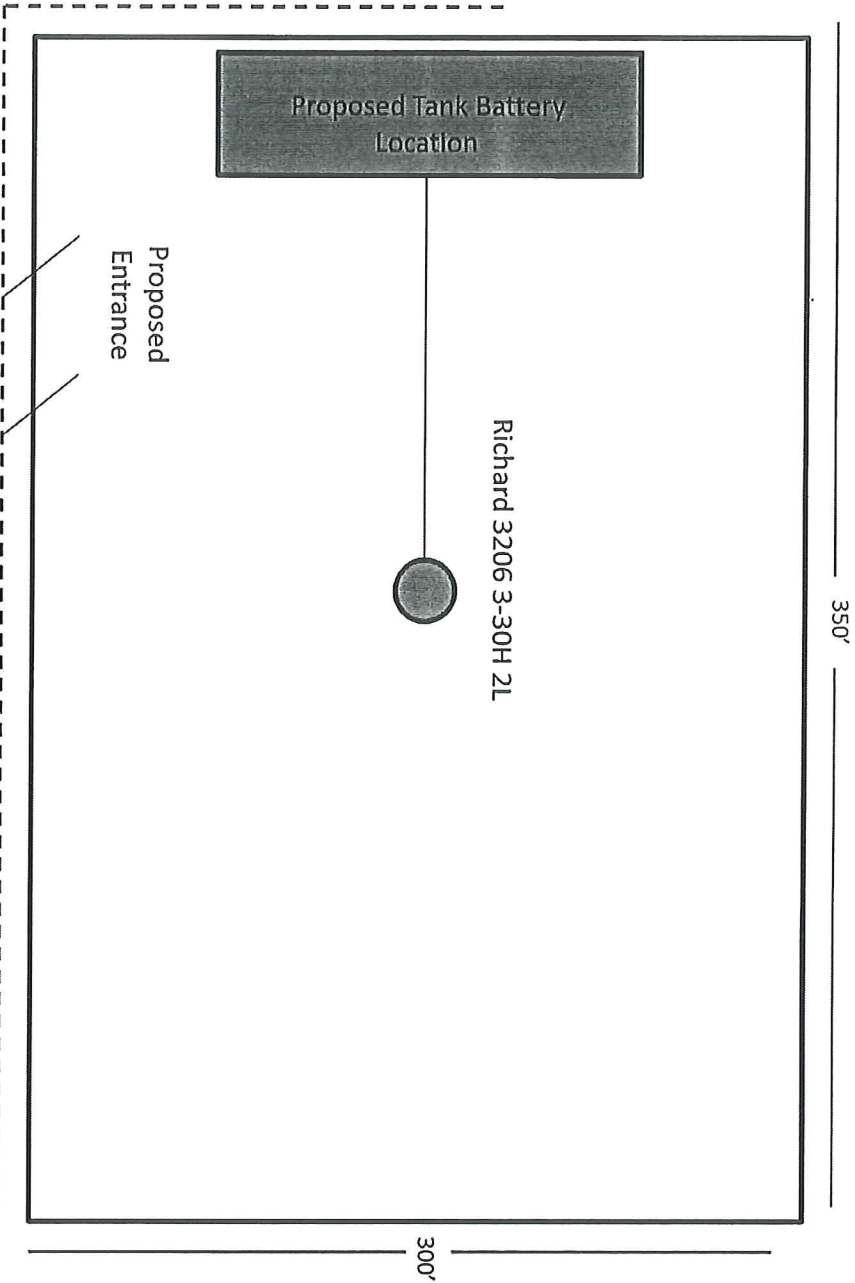 Proposed Tank Battery
Location
Proposed
Entrance
Richard 3206 3-30H 2L
350'
300'